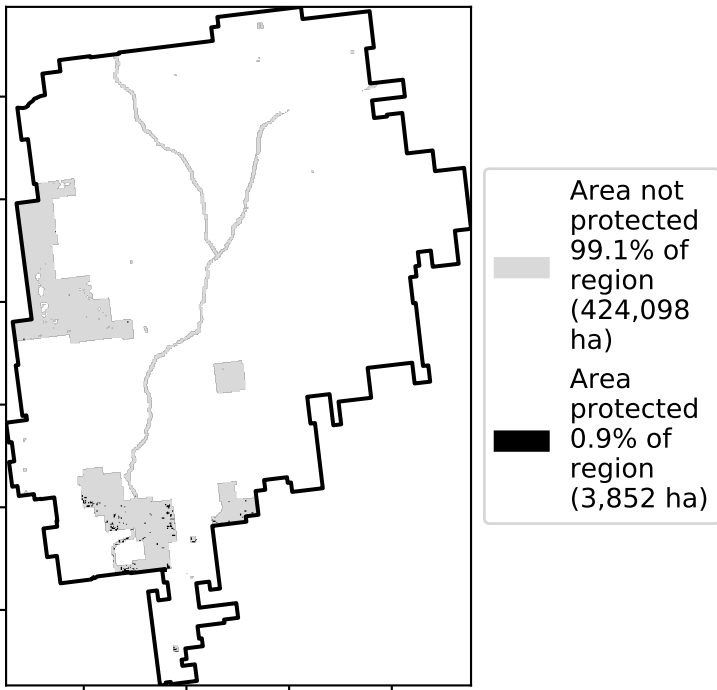 Area not
protected
99.1% of
region
(424,098
ha)
Area
protected
0.9% of
region
(3,852 ha)